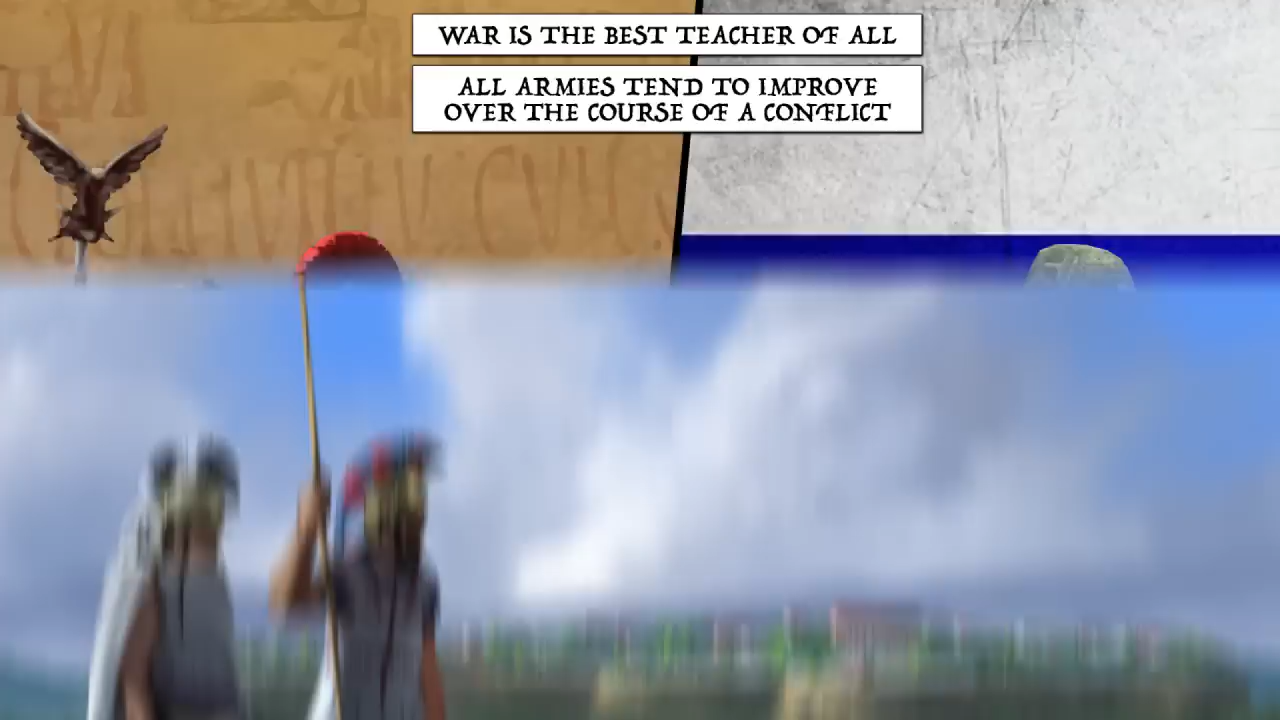 WAR IS THE BEST TEACHER OF ALL
ALL ARMIES TEND TO IMPROVE
OVER THE COURSE OF A CONFLICT